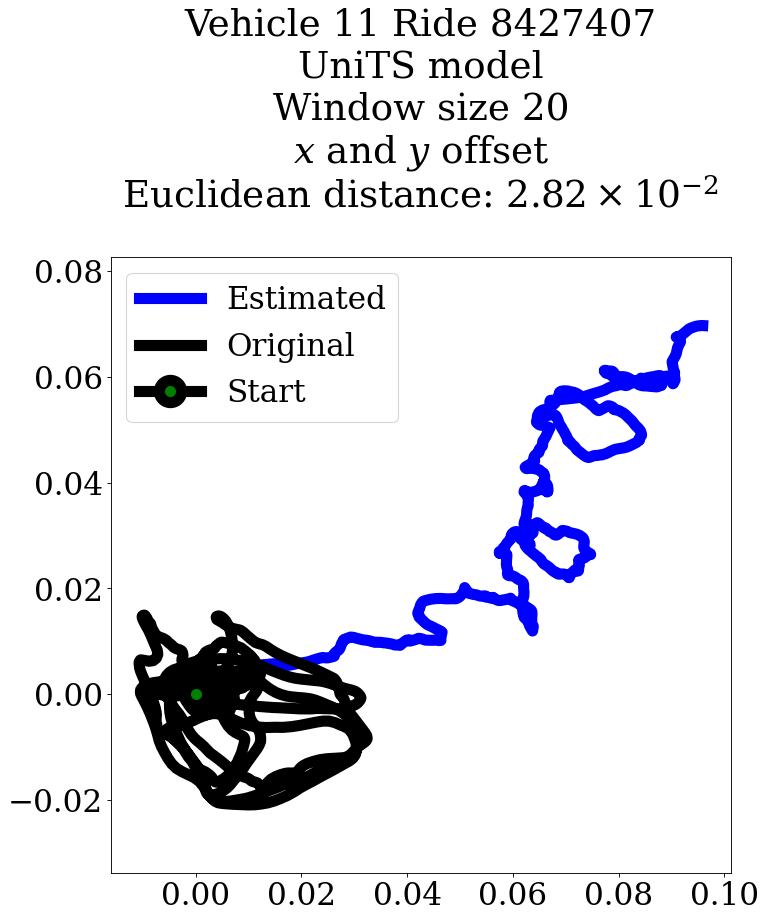 Vehicle 11 Ride 8427407
UniTS model
Window size 20
x and y offset
Euclidean distance: 2.82 × 10⁻²
0.08
0.06
0.04
0.02
0.00
−0.02
Estimated
Original
Start
0.00 0.02 0.04 0.06 0.08 0.10